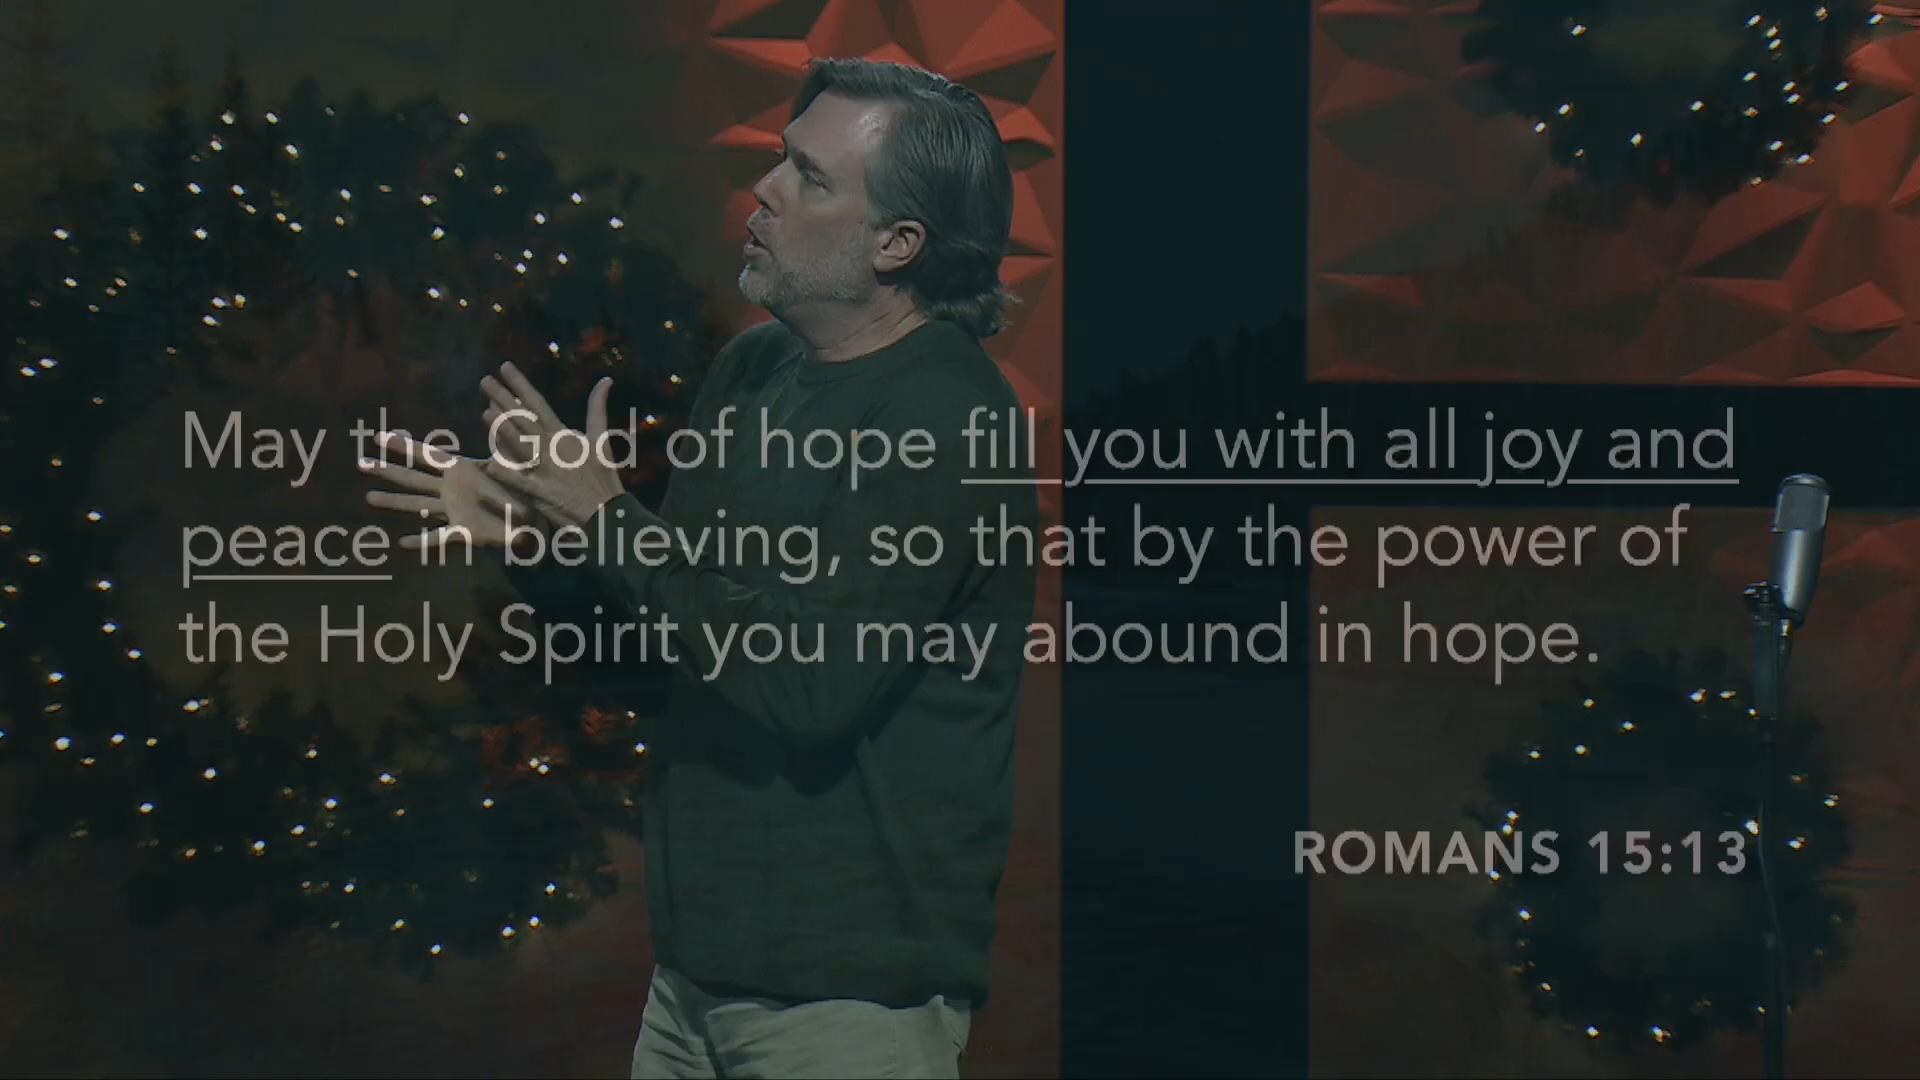 May the God of hope fill you with all joy and
peace in believing, so that by the power of
the Holy Spirit you may abound in hope.
ROMANS 15:13